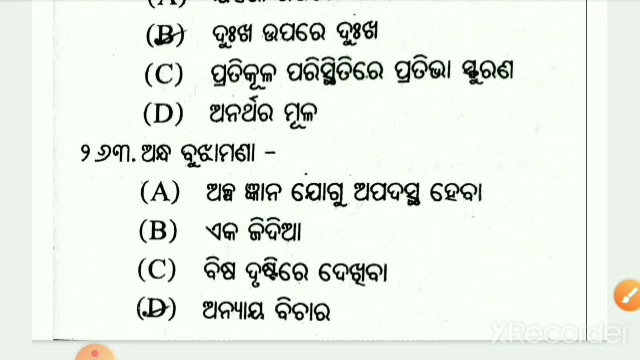 (B) ଦୁଃଖ ଉପରେ ଦୁଃଖ
(C) ପ୍ରତିକୂଳ ପରିସ୍ଥିତିରେ ପ୍ରତିଭା ସ୍ଫୁରଣ
(D) ଅନର୍ଥର ମୂଳ
୨୬୩. ଅନ୍ଧ ବୁଝାମଣା –
(A) ଅଳ୍ପ ଜ୍ଞାନ ଯୋଗୁ ଅପଦସ୍ଥ ହେବା
(B) ଏକ ଜିଦିଆ
(C) ବିଷ ଦୃଷ୍ଟିରେ ଦେଖିବା
(D) ଅନ୍ୟାୟ ବିଚାର
XRecorder